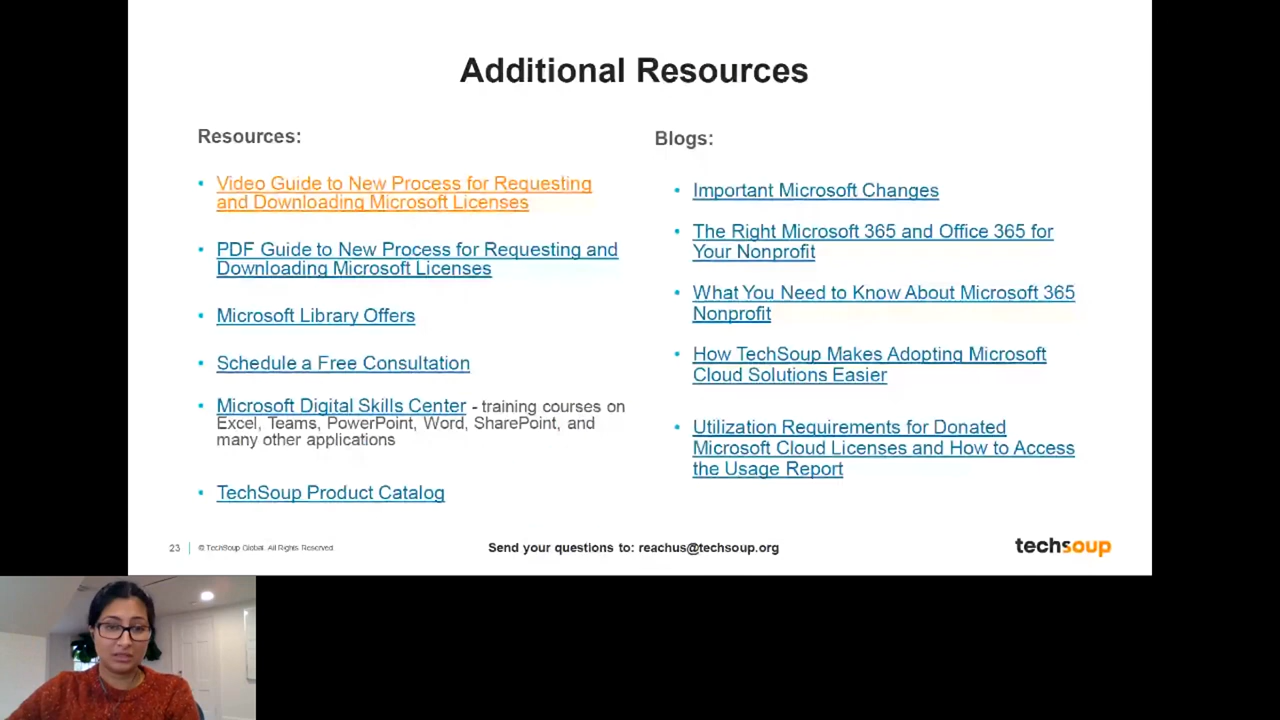 Additional Resources
Resources:
Video Guide to New Process for Requesting
and Downloading Microsoft Licenses
PDF Guide to New Process for Requesting and
Downloading Microsoft Licenses
Microsoft Library Offers
Schedule a Free Consultation
Microsoft Digital Skills Center - training courses on
Excel, Teams, PowerPoint, Word, SharePoint, and
many other applications
TechSoup Product Catalog
Blogs:
Important Microsoft Changes
The Right Microsoft 365 and Office 365 for
Your Nonprofit
What You Need to Know About Microsoft 365
Nonprofit
How TechSoup Makes Adopting Microsoft
Cloud Solutions Easier
Utilization Requirements for Donated
Microsoft Cloud Licenses and How to Access
the Usage Report
23
© TechSoup Global. All Rights Reserved
Send your questions to: reachus@techsoup.org
techsoup